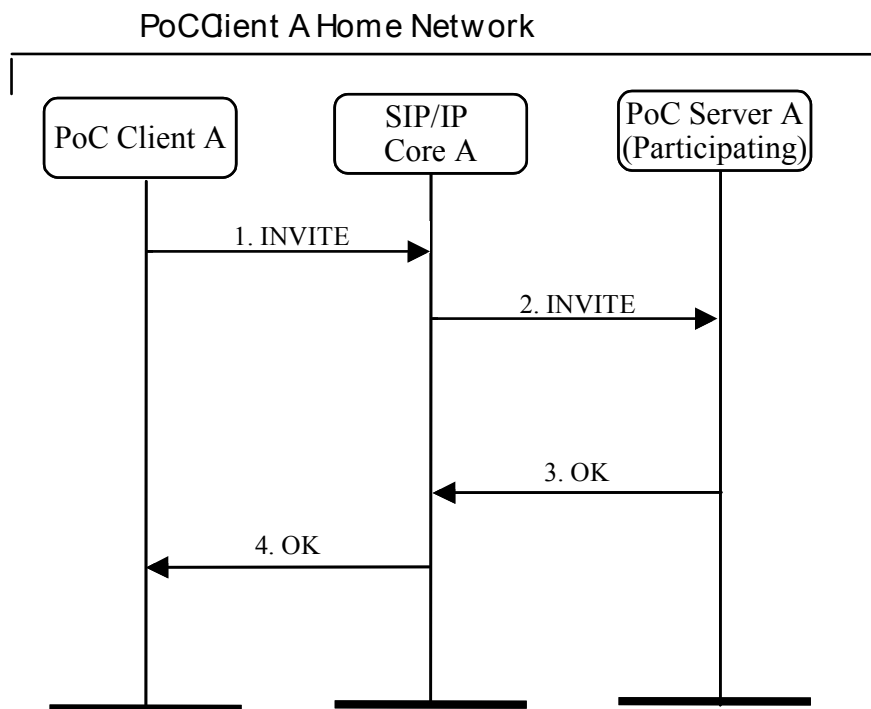 PoCClient A Home Network
PoC Client A
SIP/IP
Core A
PoC Server A
(Participating)
1. INVITE
2. INVITE
3. OK
4. OK